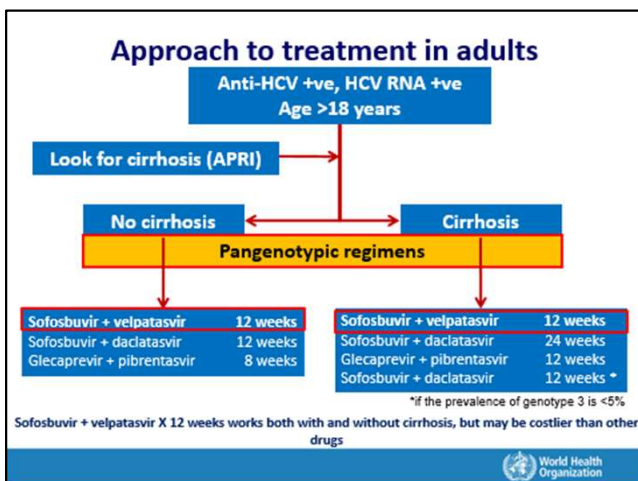 Approach to treatment in adults
Anti-HCV +ve, HCV RNA +ve
Age >18 years
Look for cirrhosis (APRI)
No cirrhosis
Cirrhosis
Pangenotypic regimens
Sofosbuvir + velpatasvir 12 weeks
Sofosbuvir + daclatasvir 12 weeks
Glecaprevir + pibrentasvir 8 weeks
Sofosbuvir + velpatasvir 12 weeks
Sofosbuvir + daclatasvir 24 weeks
Glecaprevir + pibrentasvir 12 weeks
Sofosbuvir + daclatasvir 12 weeks *
*if the prevalence of genotype 3 is <5%
Sofosbuvir + velpatasvir X 12 weeks works both with and without cirrhosis, but may be costlier than other
drugs
World Health
Organization